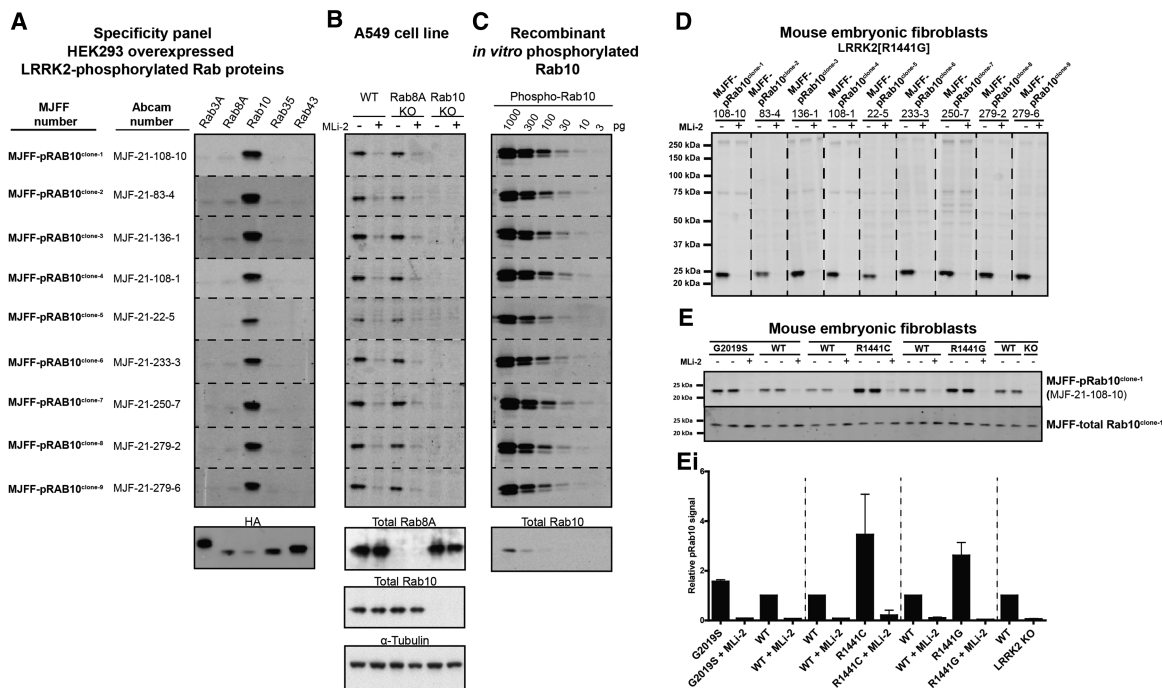 A
Specificity panel
HEK293 overexpressed
LRRK2-phosphorylated Rab proteins
MJFF
number
Abcam
number
Rab3A
Rab8A
Rab10
Rab35
Rab43
MJFF-pRAB10clone-1 MJF-21-108-10
MJFF-pRAB10clone-2 MJF-21-83-4
MJFF-pRAB10clone-3 MJF-21-136-1
MJFF-pRAB10clone-4 MJF-21-108-1
MJFF-pRAB10clone-5 MJF-21-22-5
MJFF-pRAB10clone-6 MJF-21-233-3
MJFF-pRAB10clone-7 MJF-21-250-7
MJFF-pRAB10clone-8 MJF-21-279-2
MJFF-pRAB10clone-9 MJF-21-279-6
HA
B
A549 cell line
WT Rab8A KO Rab10 KO
MLi-2 - + - + - +
Total Rab8A
Total Rab10
α-Tubulin
C
Recombinant
in vitro phosphorylated
Rab10
Phospho-Rab10
1000 300 100 30 10 3 pg
Total Rab10
D
Mouse embryonic fibroblasts
LRRK2[R1441G]
MJFF-pRab10clone-1
MJFF-pRab10clone-2
MJFF-pRab10clone-3
MJFF-pRab10clone-4
MJFF-pRab10clone-5
MJFF-pRab10clone-6
MJFF-pRab10clone-7
MJFF-pRab10clone-8
MJFF-pRab10clone-9
108-10 83-4 136-1 108-1 22-5 233-3 250-7 279-2 279-6
MLi-2 - + - + - + - + - + - + - + - + - +
250 kDa
150 kDa
100 kDa
75 kDa
50 kDa
37 kDa
25 kDa
20 kDa
E
Mouse embryonic fibroblasts
G2019S WT WT R1441C WT R1441G WT KO
MLi-2 - - + - - + - - + - - + - - + - - + - - -
25 kDa
20 kDa
MJFF-pRab10clone-1
(MJF-21-108-10)
25 kDa
20 kDa
MJFF-total Rab10clone-1
Ei
Relative pRab10 signal
6
4
2
0
G2019S
G2019S + MLi-2
WT
WT + MLi-2
WT
WT + MLi-2
R1441C
R1441C + MLi-2
WT
WT + MLi-2
R1441G
R1441G + MLi-2
WT
LRRK2 KO